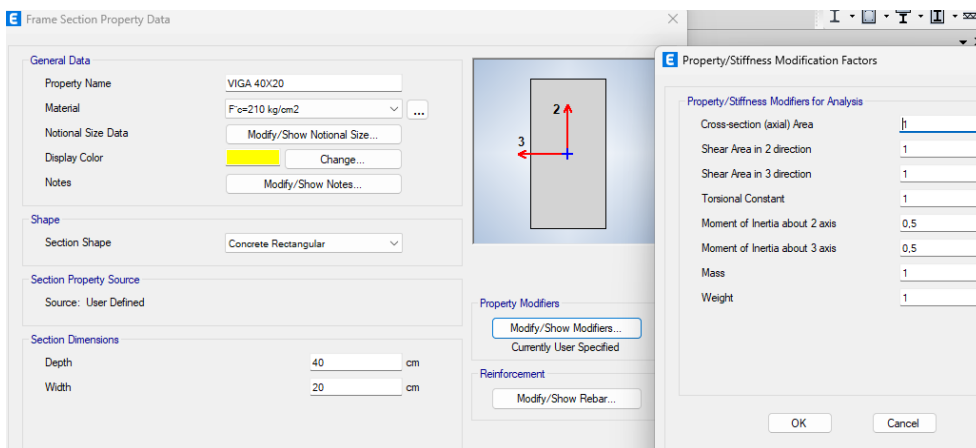 Frame Section Property Data
General Data
Property Name
VIGA 40X20
Material
F´c=210 kg/cm2
...
Notional Size Data
Modify/Show Notional Size...
Display Color
Change...
Notes
Modify/Show Notes...
Shape
Section Shape
Concrete Rectangular
Section Property Source
Source: User Defined
Section Dimensions
Depth
40
cm
Width
20
cm
2
3
Property Modifiers
Modify/Show Modifiers...
Currently User Specified
Reinforcement
Modify/Show Rebar...
Property/Stiffness Modification Factors
Property/Stiffness Modifiers for Analysis
Cross-section (axial) Area
1
Shear Area in 2 direction
1
Shear Area in 3 direction
1
Torsional Constant
1
Moment of Inertia about 2 axis
0,5
Moment of Inertia about 3 axis
0,5
Mass
1
Weight
1
OK
Cancel